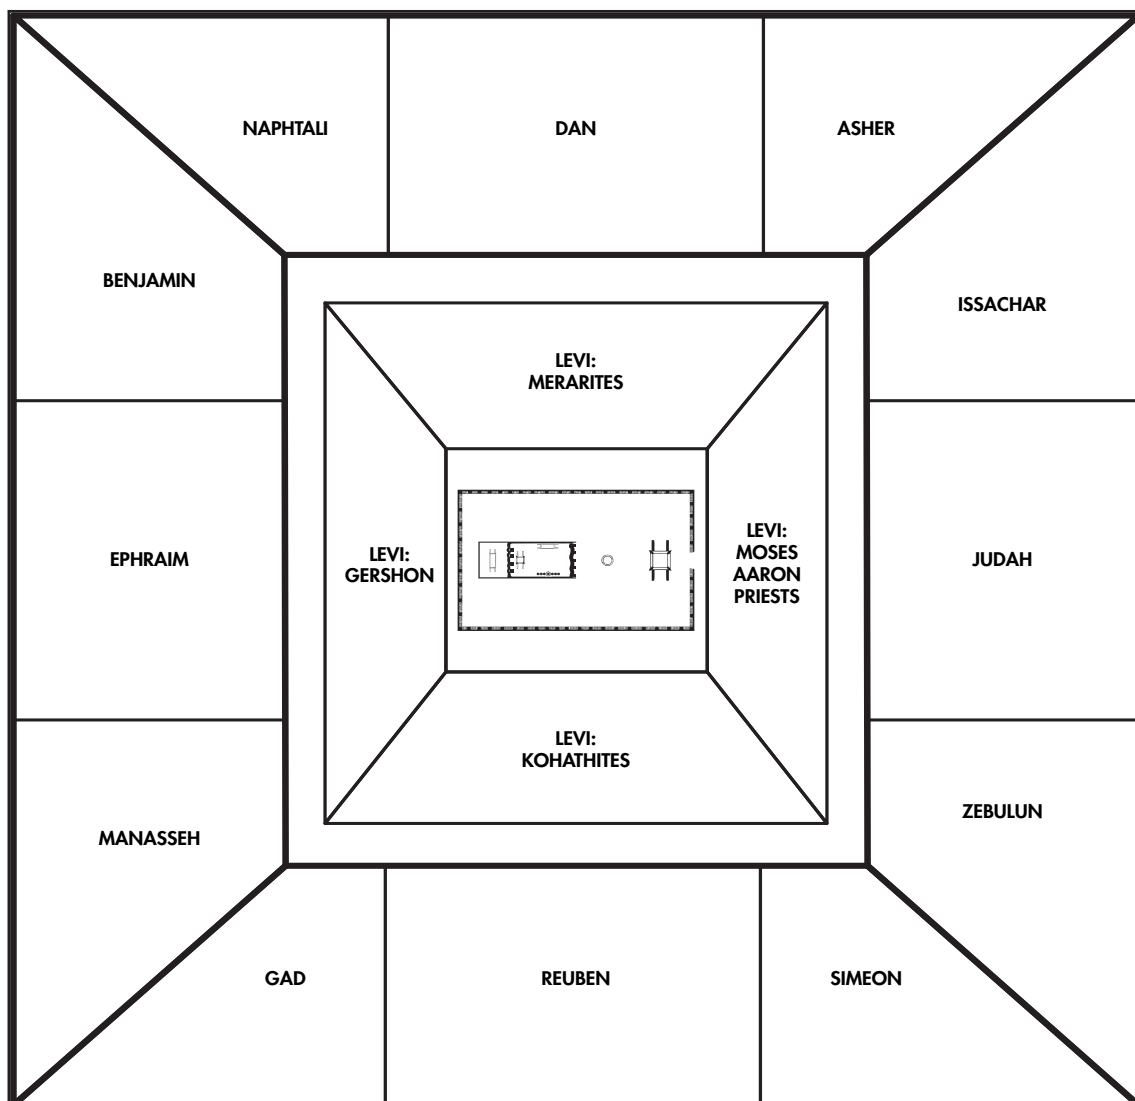 NAPHTALI
DAN
ASHER
BENJAMIN
ISSACHAR
LEVI:
MERARITES
EPHRAIM
LEVI:
GERSHON
LEVI:
MOSES
AARON
PRIESTS
JUDAH
LEVI:
KOHATHITES
MANASSEH
ZEBULUN
GAD
REUBEN
SIMEON